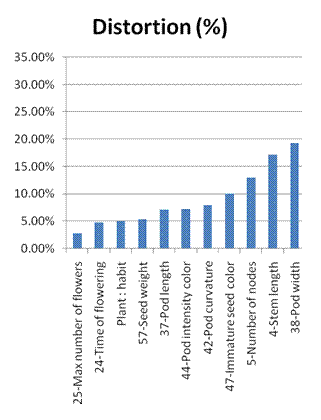 Distortion (%)
35.00%
30.00%
25.00%
20.00%
15.00%
10.00%
5.00%
0.00%
25-Max number of flowers
24-Time of flowering
Plant : habit
57-Seed weight
37-Pod length
44-Pod intensity color
42-Pod curvature
47-Immature seed color
5-Number of nodes
4-Stem length
38-Pod width